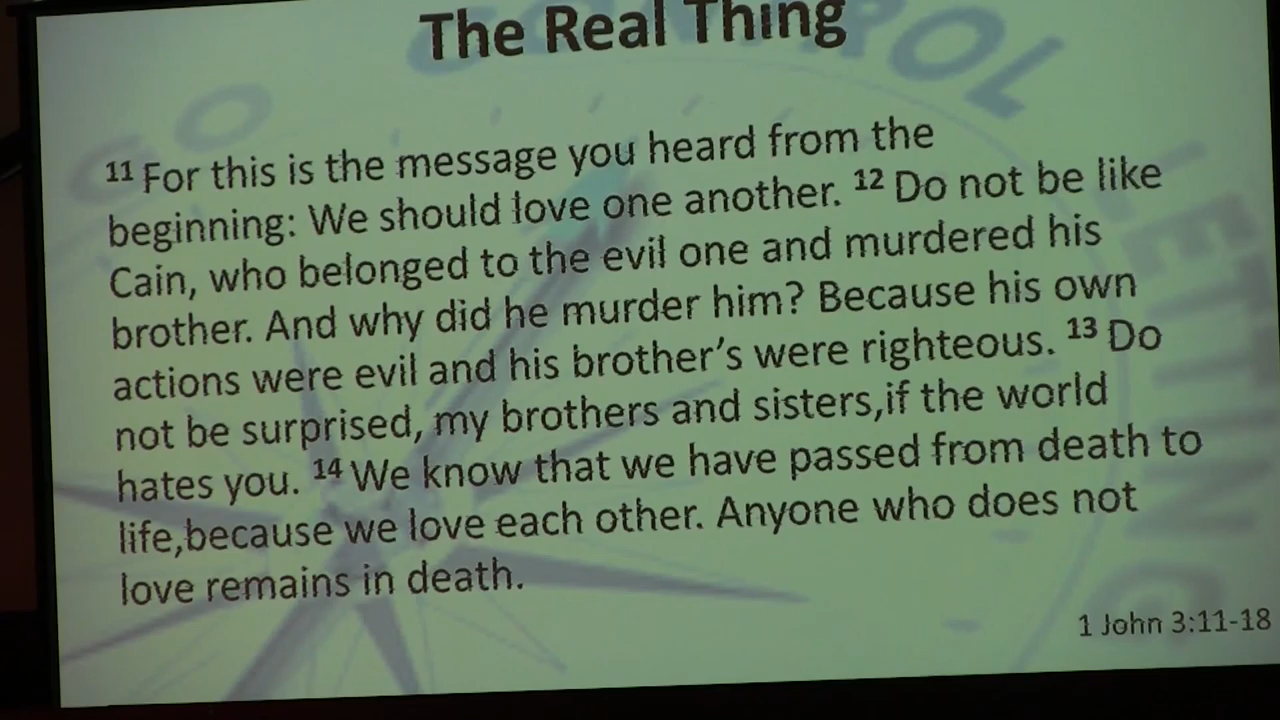 The Real Thing
11 For this is the message you heard from the
beginning: We should love one another. 12 Do not be like
Cain, who belonged to the evil one and murdered his
brother. And why did he murder him? Because his own
actions were evil and his brother's were righteous. 13 Do
not be surprised, my brothers and sisters,if the world
hates you. 14 We know that we have passed from death to
life,because we love each other. Anyone who does not
love remains in death.
1 John 3:11-18
GO
CONTROL
LETTING